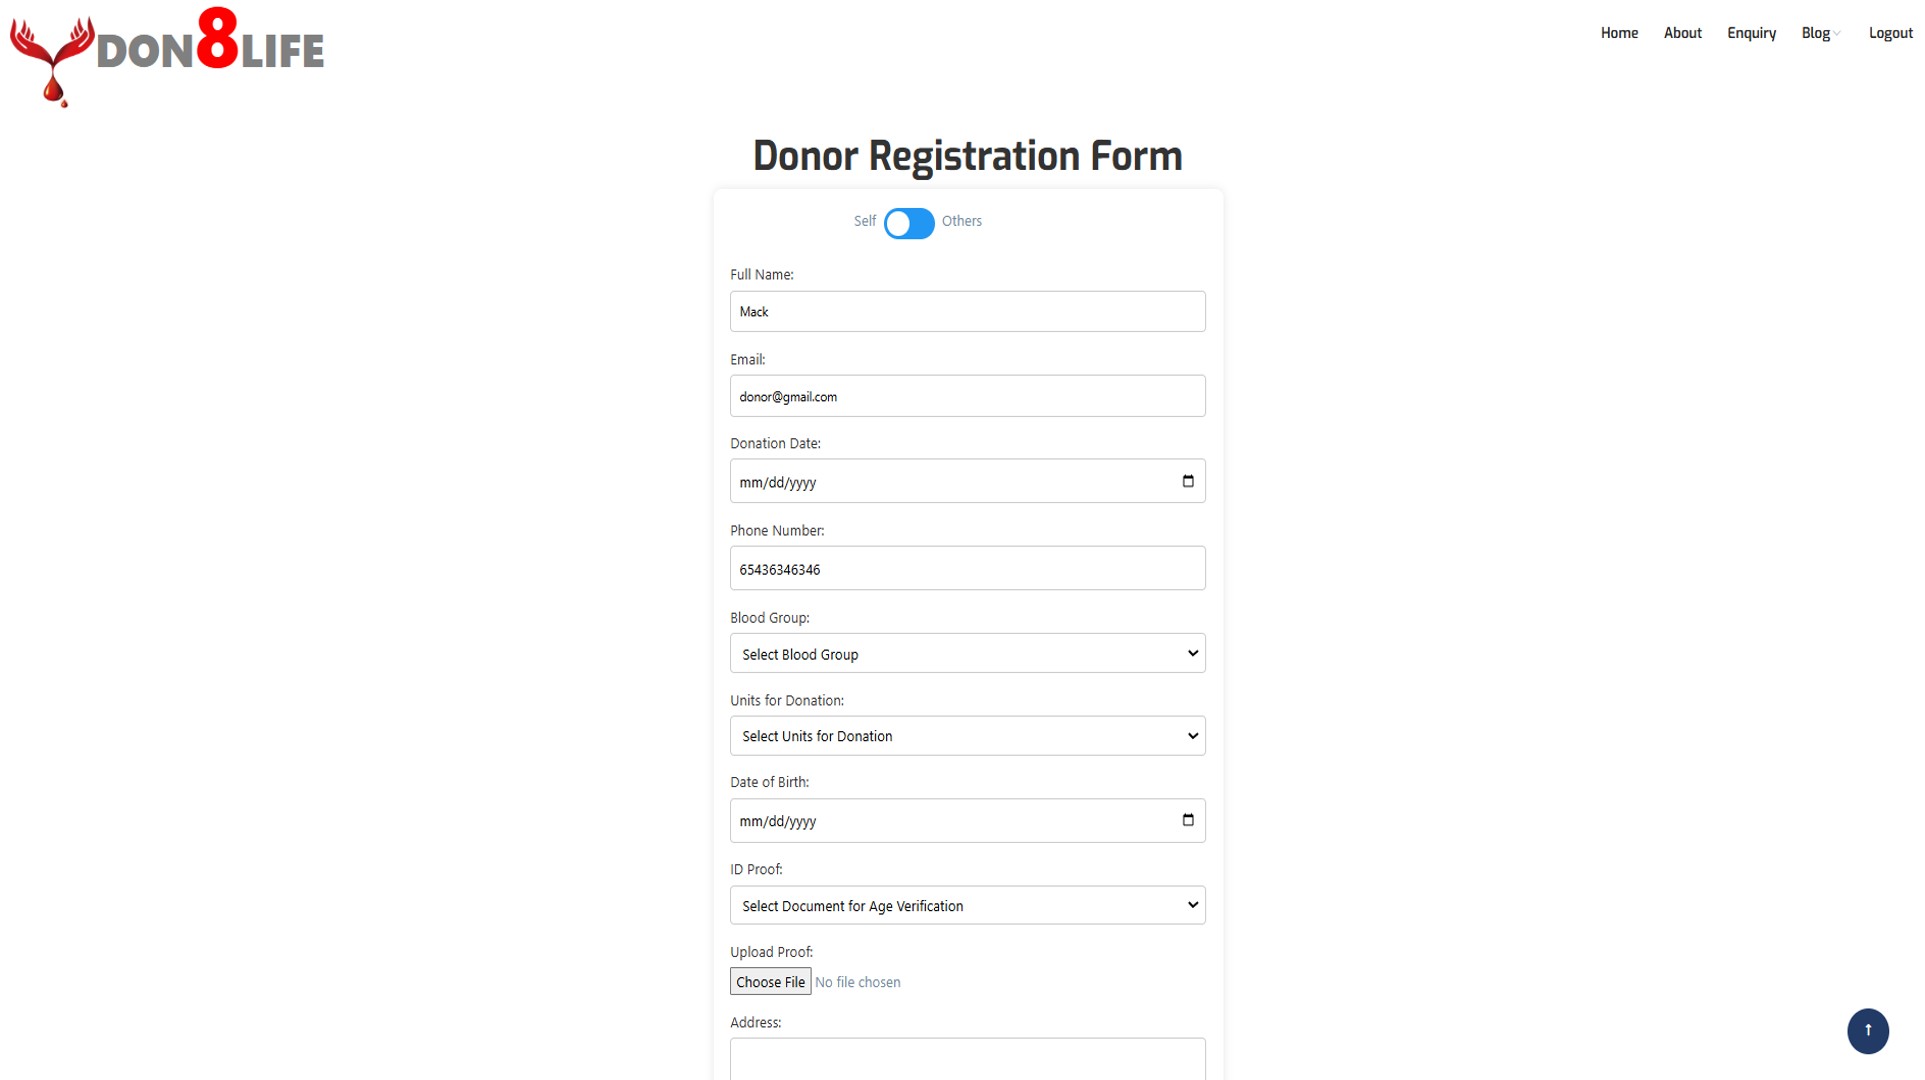 DON8LIFE
Home About Enquiry Blog Logout
Donor Registration Form
Self Others
Full Name:
Mack
Email:
donor@gmail.com
Donation Date:
mm/dd/yyyy
Phone Number:
65436346346
Blood Group:
Select Blood Group
Units for Donation:
Select Units for Donation
Date of Birth:
mm/dd/yyyy
ID Proof:
Select Document for Age Verification
Upload Proof:
Choose File No file chosen
Address: